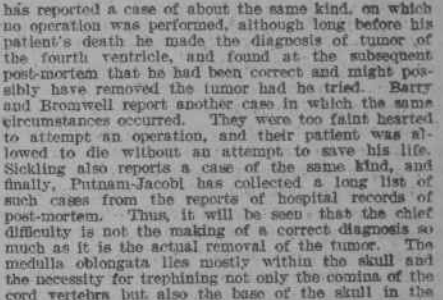 has reported a case of about the same kind, on which
no operation was performed, although long before his
patient's death he made the diagnosis of tumor of
the fourth ventricle, and found at the subsequent
post-mortem that he had been correct and might pos-
sibly have removed the tumor had he tried. Barry
and Bromwell report another case in which the same
circumstances occurred. They were too faint hearted
to attempt an operation, and their patient was al-
lowed to die without an attempt to save his life.
Sickling also reports a case of the same kind, and
finally, Putnam-Jacobi has collected a long list of
such cases from the reports of hospital records of
post-mortem. Thus, it will be seen that the chief
difficulty is not the making of a correct diagnosis so
much as it is the actual removal of the tumor. The
medulla oblongata lies mostly within the skull and
the necessity for trephining not only the comina of the
cord vertebra but also the base of the skull in the